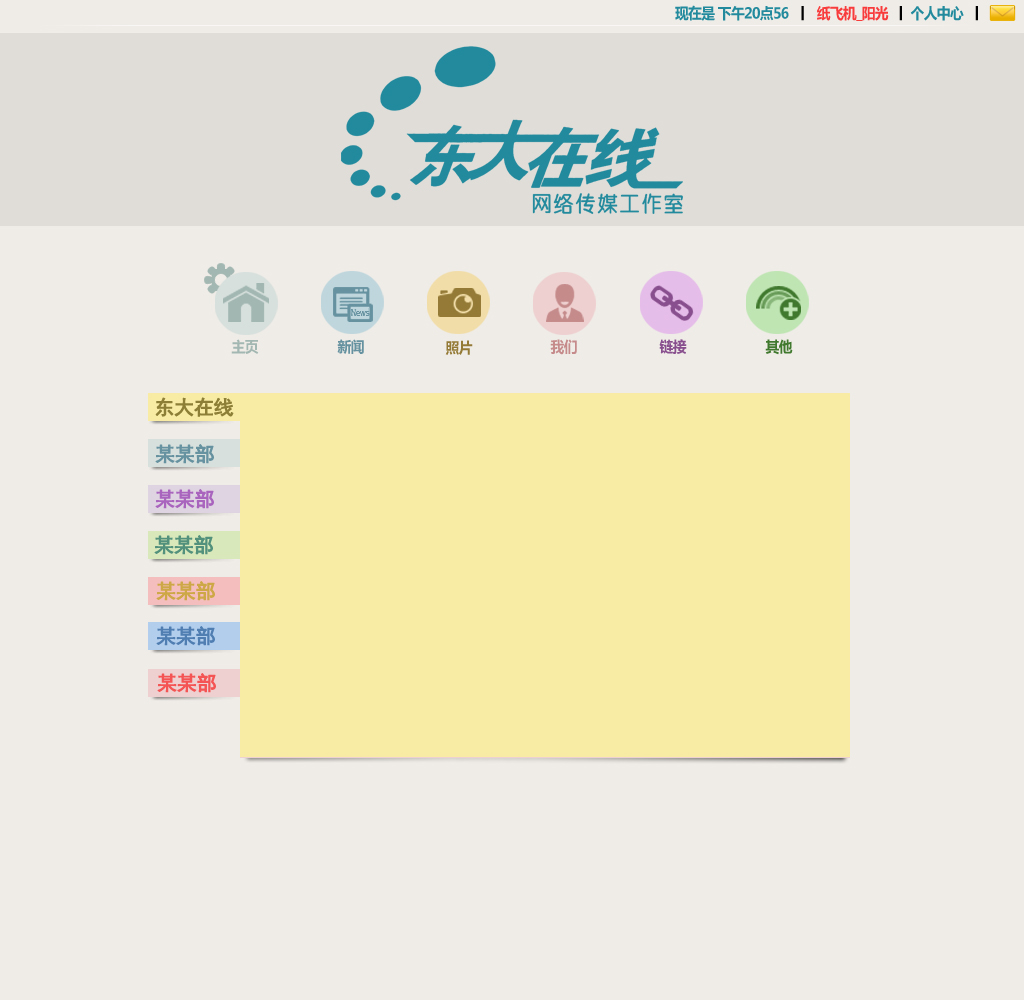 现在是 下午20点56 | 纸飞机_阳光 | 个人中心 |
东大在线
网络传媒工作室
News
主页 新闻 照片 我们 链接 其他
东大在线
某某部
某某部
某某部
某某部
某某部
某某部